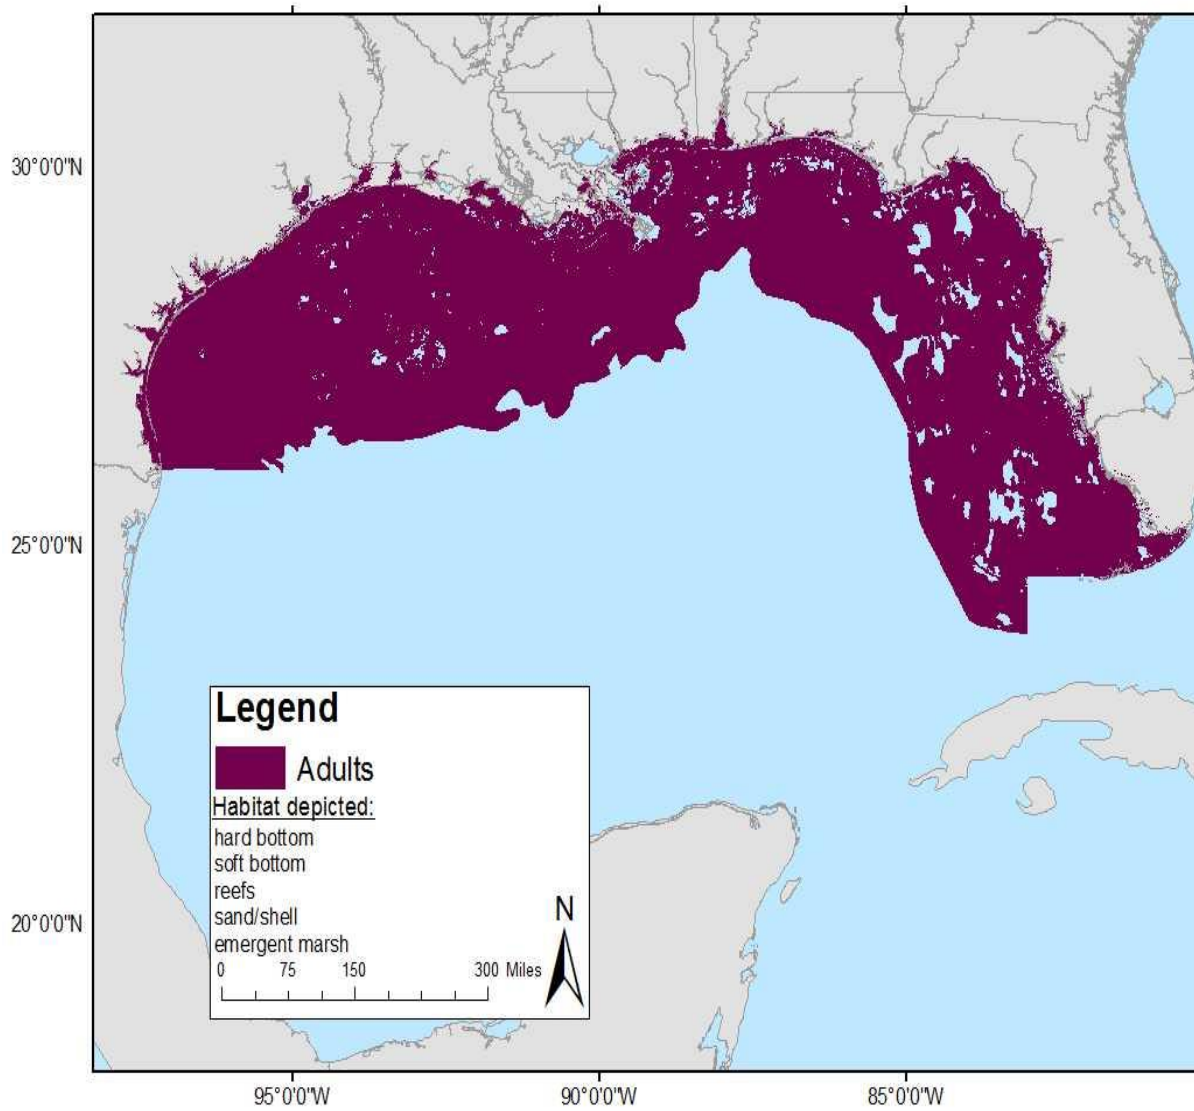 30°0'0"N
25°0'0"N
Legend
Adults
Habitat depicted:
hard bottom
soft bottom
reefs
sand/shell
emergent marsh
N
0 75 150 300 Miles
20°0'0"N
95°0'0"W 90°0'0"W 85°0'0"W